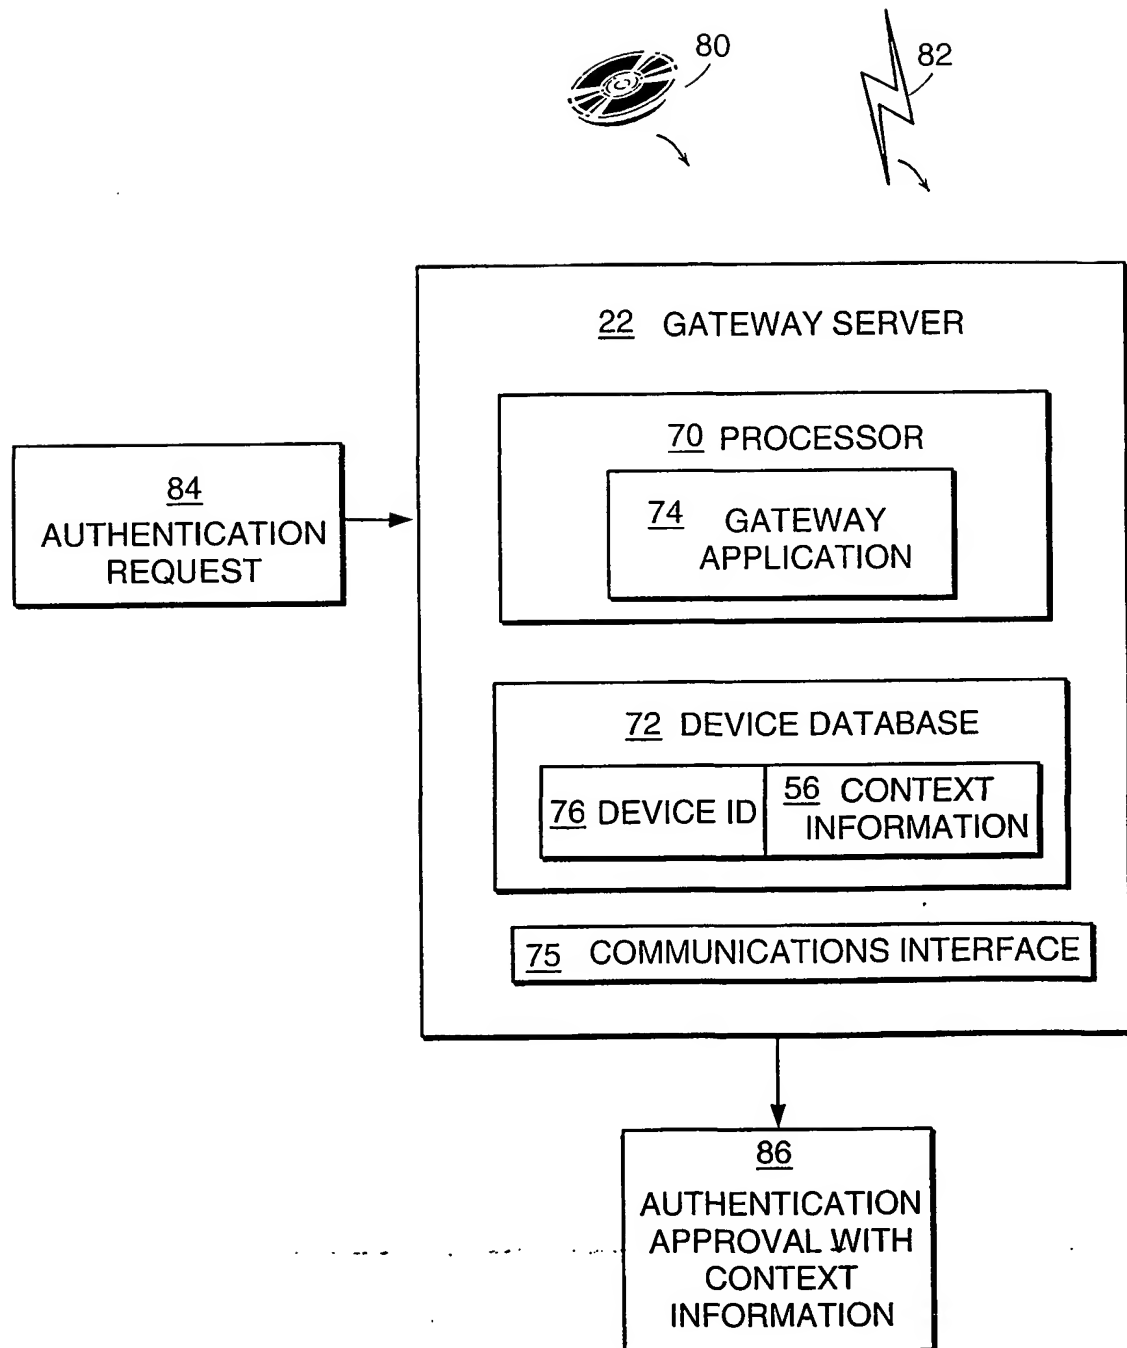 80
82
22 GATEWAY SERVER
70 PROCESSOR
84
AUTHENTICATION
REQUEST
74 GATEWAY
APPLICATION
72 DEVICE DATABASE
76 DEVICE ID
56 CONTEXT
INFORMATION
75 COMMUNICATIONS INTERFACE
86
AUTHENTICATION
APPROVAL WITH
CONTEXT
INFORMATION